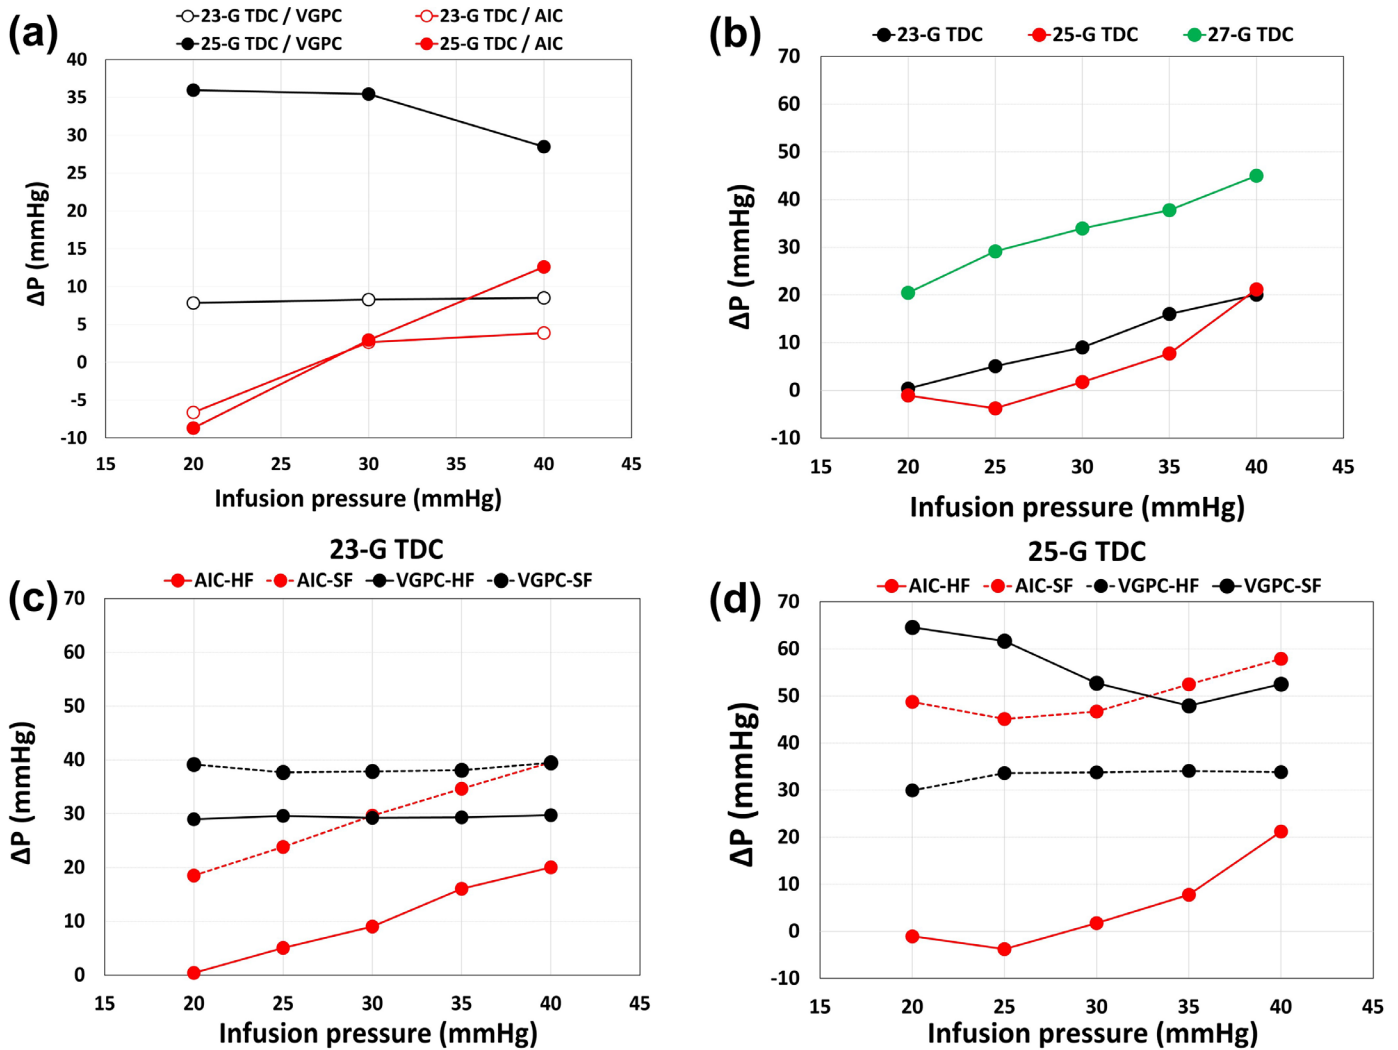 (a)
23-G TDC / VGPC 23-G TDC / AIC
25-G TDC / VGPC 25-G TDC / AIC
40
35
30
25
20
15
10
5
0
-5
-10
15 20 25 30 35 40 45
ΔP (mmHg)
Infusion pressure (mmHg)
(b)
23-G TDC 25-G TDC 27-G TDC
70
60
50
40
30
20
10
0
-10
15 20 25 30 35 40 45
ΔP (mmHg)
Infusion pressure (mmHg)
(c)
23-G TDC
AIC-HF AIC-SF VGPC-HF VGPC-SF
70
60
50
40
30
20
10
0
15 20 25 30 35 40 45
ΔP (mmHg)
Infusion pressure (mmHg)
(d)
25-G TDC
AIC-HF AIC-SF VGPC-HF VGPC-SF
70
60
50
40
30
20
10
0
-10
15 20 25 30 35 40 45
ΔP (mmHg)
Infusion pressure (mmHg)